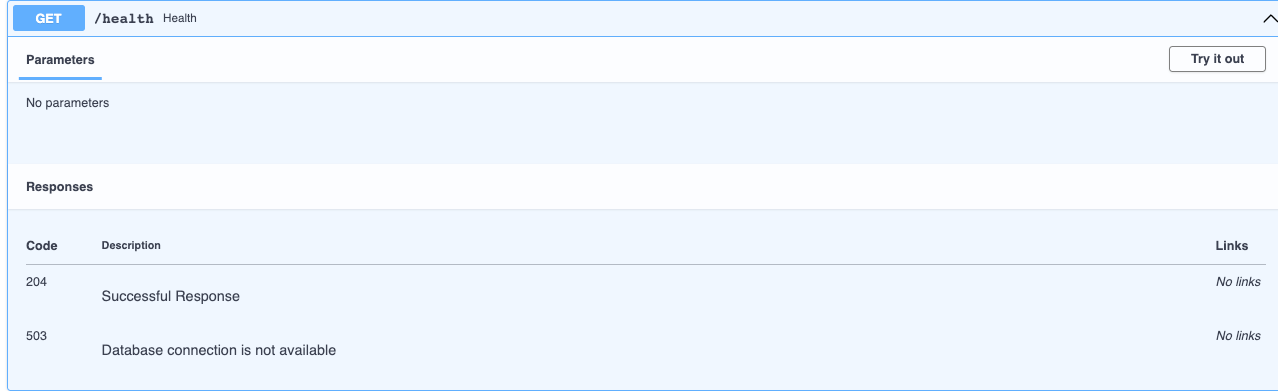 GET /health Health
Parameters Try it out
No parameters
Responses
Code Description Links
204 Successful Response No links
503 Database connection is not available No links